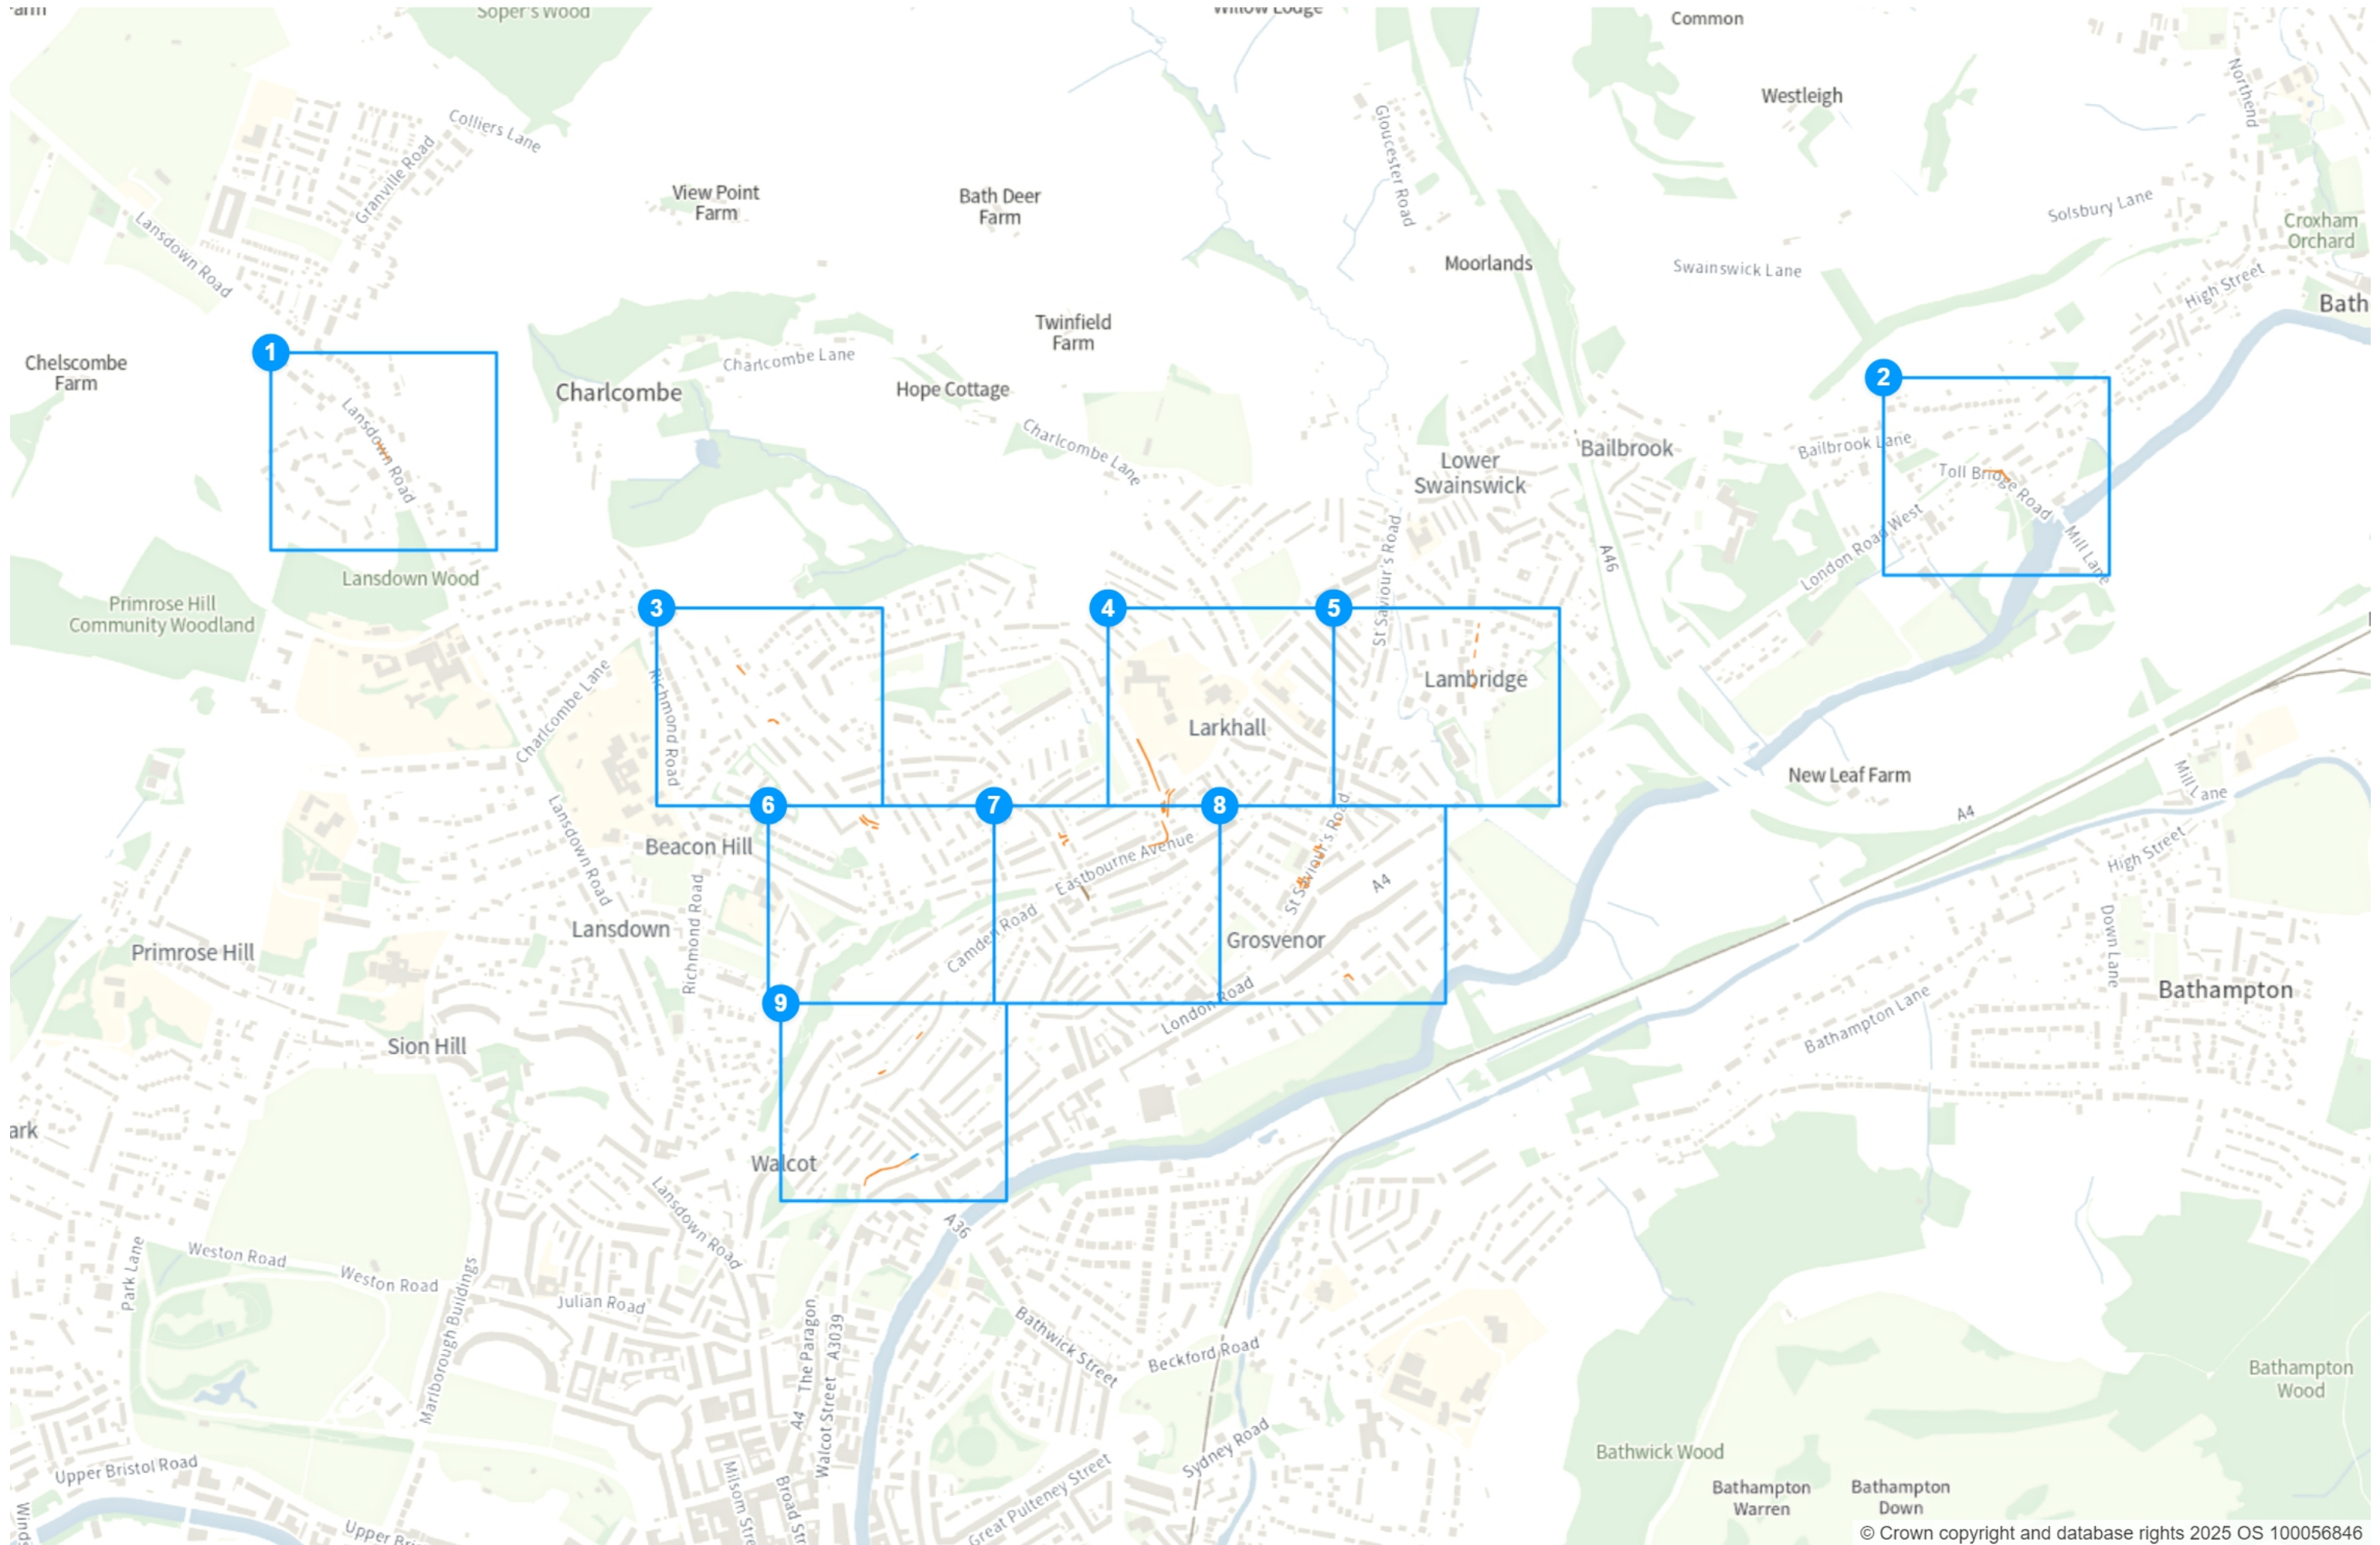 Soper's Wood
Willow Lodge
Common
Colliers Lane
Westleigh
Northend
Granville Road
Gloucester Road
View Point
Farm
Bath Deer
Farm
Solsbury Lane
Croxham
Orchard
Lansdown Road
Moorlands
Swainswick Lane
High Street
Bath
Twinfield
Farm
1
Chelscombe
Farm
Charlcombe Lane
2
Charlcombe
Hope Cottage
Lansdown Road
Charlcombe Lane
Bailbrook Lane
Bailbrook
Lower
Swainswick
Toll Bridge Road
London Road West
Mill Lane
St Saviour's Road
A46
Lansdown Wood
Primrose Hill
Community Woodland
3
4
5
Charlcombe Lane
Richmond Road
Lambridge
Larkhall
New Leaf Farm
Mill Lane
A4
6
7
8
Lansdown Road
Beacon Hill
Eastbourne Avenue
St Saviour's Road
A4
High Street
Richmond Road
Lansdown
Camden Road
Grosvenor
Down Lane
Primrose Hill
Bathampton
9
London Road
Bathampton Lane
Sion Hill
ark
Walcot
Lansdown Road
A36
Park Lane
Weston Road
Weston Road
Marlborough Buildings
Julian Road
The Paragon
A4
A3039
Walcot Street
Bathwick Street
Beckford Road
Bathampton
Wood
Sydney Road
Bathwick Wood
Upper Bristol Road
Great Pulteney Street
Bathampton
Warren
Bathampton
Down
Milsom Stre
Broad Str
Winds
Upper Bri
© Crown copyright and database rights 2025 OS 100056846